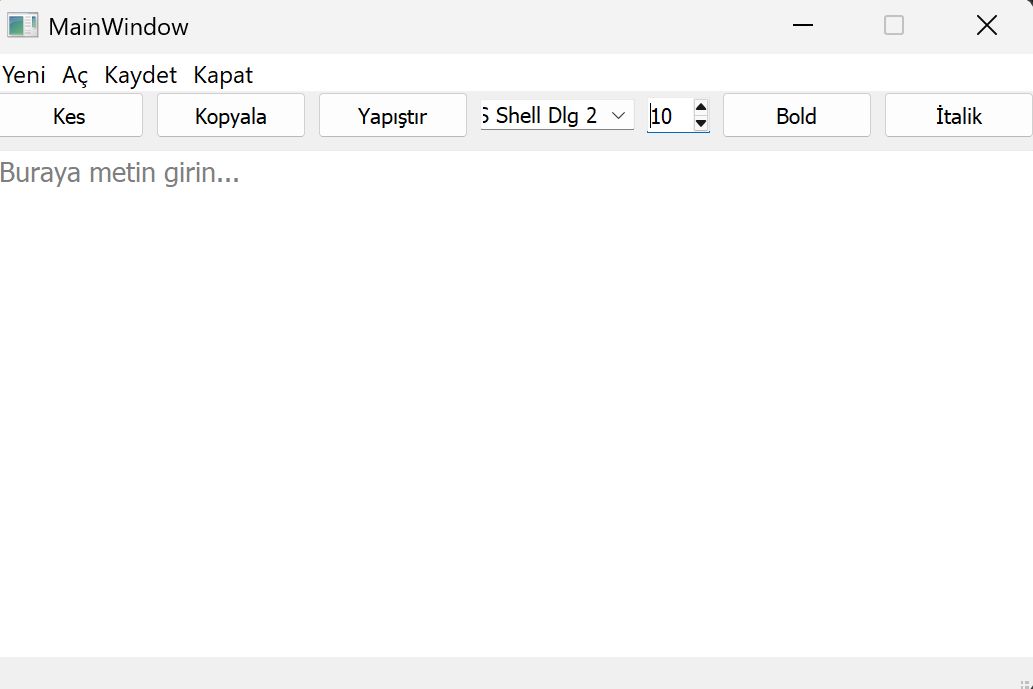 MainWindow
Yeni Aç Kaydet Kapat
Kes Kopyala Yapıştır Shell Dlg 2 10 Bold İtalik
Buraya metin girin...